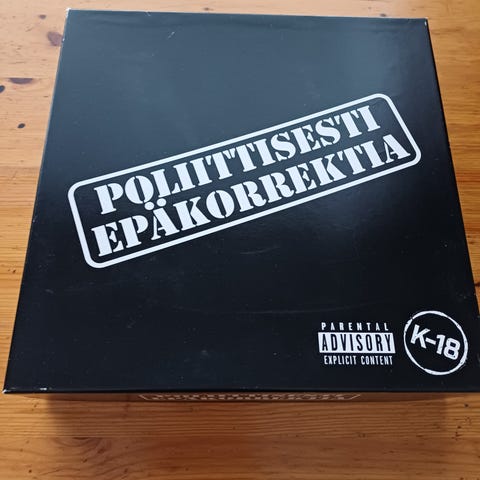 POLIITTISESTI
EPÄKORREKTIA
PARENTAL
ADVISORY
EXPLICIT CONTENT
K-18